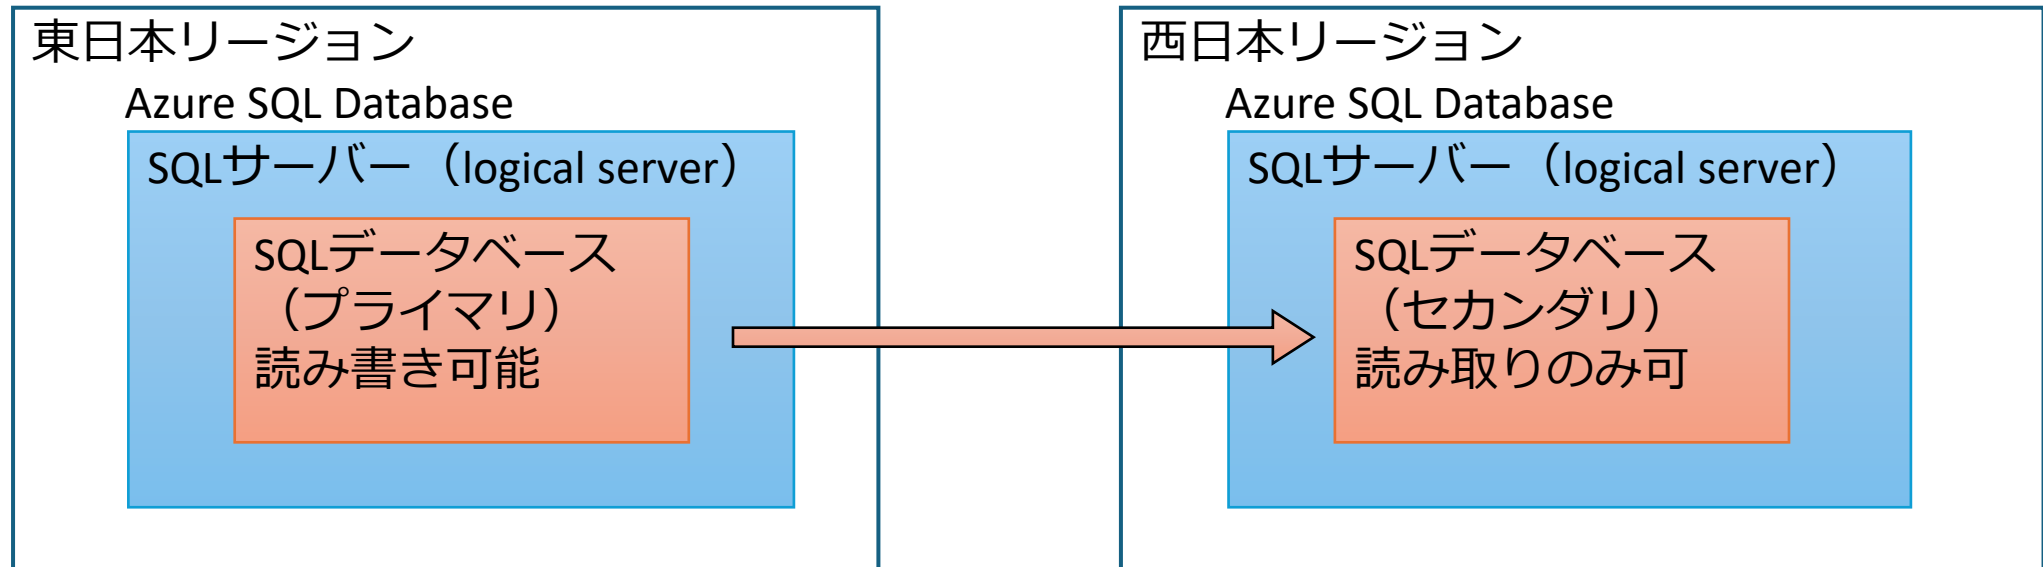 東日本リージョン
Azure SQL Database
SQLサーバー（logical server）
SQLデータベース
（プライマリ）
読み書き可能
西日本リージョン
Azure SQL Database
SQLサーバー（logical server）
SQLデータベース
（セカンダリ）
読み取りのみ可